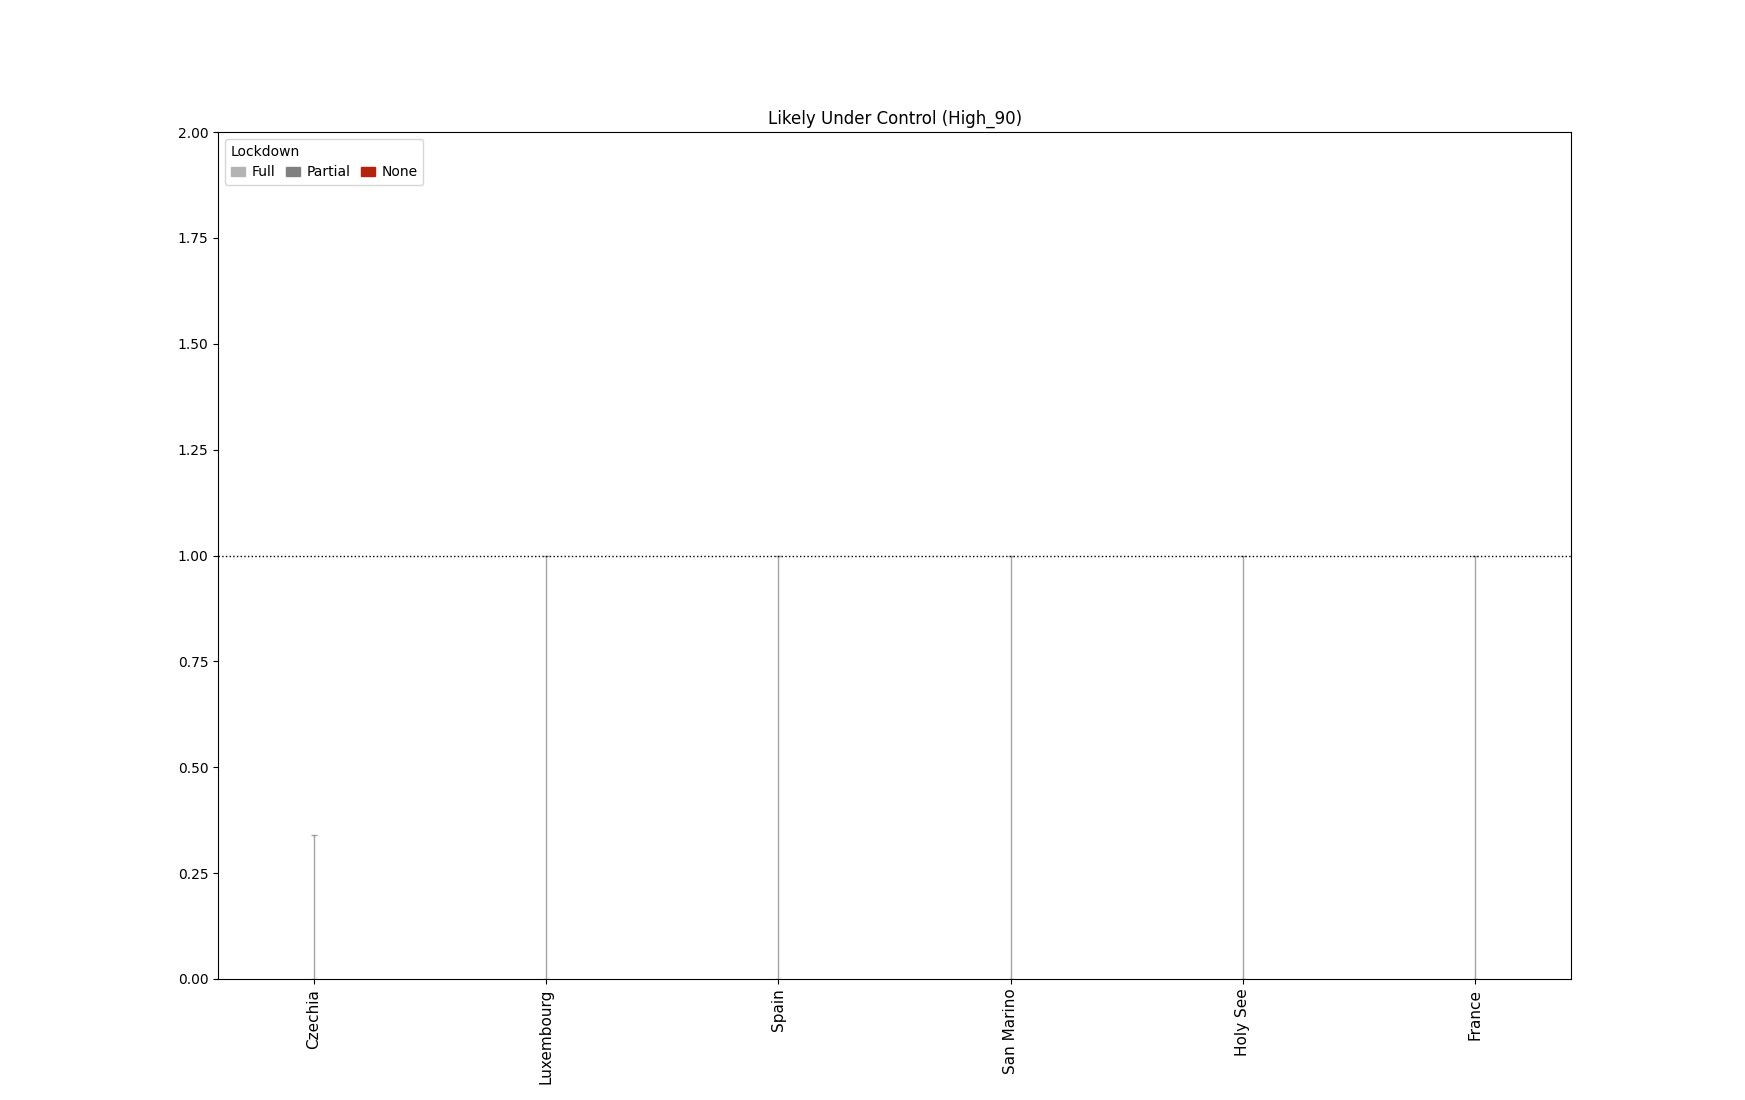 Likely Under Control (High_90)
2.00
Lockdown
Full Partial None
1.75
1.50
1.25
1.00
0.75
0.50
0.25
0.00
Czechia
Luxembourg
Spain
San Marino
Holy See
France